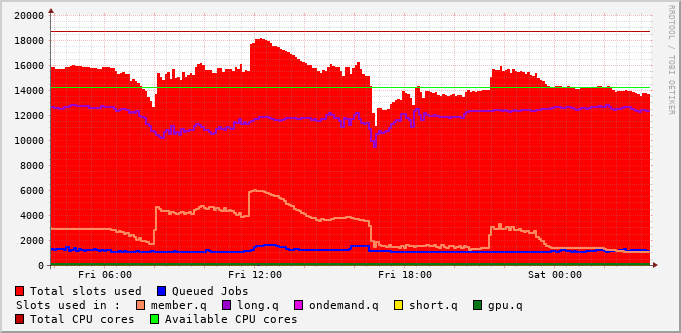 20000
18000
16000
14000
12000
10000
8000
6000
4000
2000
0
Fri 06:00 Fri 12:00 Fri 18:00 Sat 00:00
RRDTOOL / TOBI OETIKER
Total slots used Queued Jobs
Slots used in : member.q long.q ondemand.q short.q gpu.q
Total CPU cores Available CPU cores